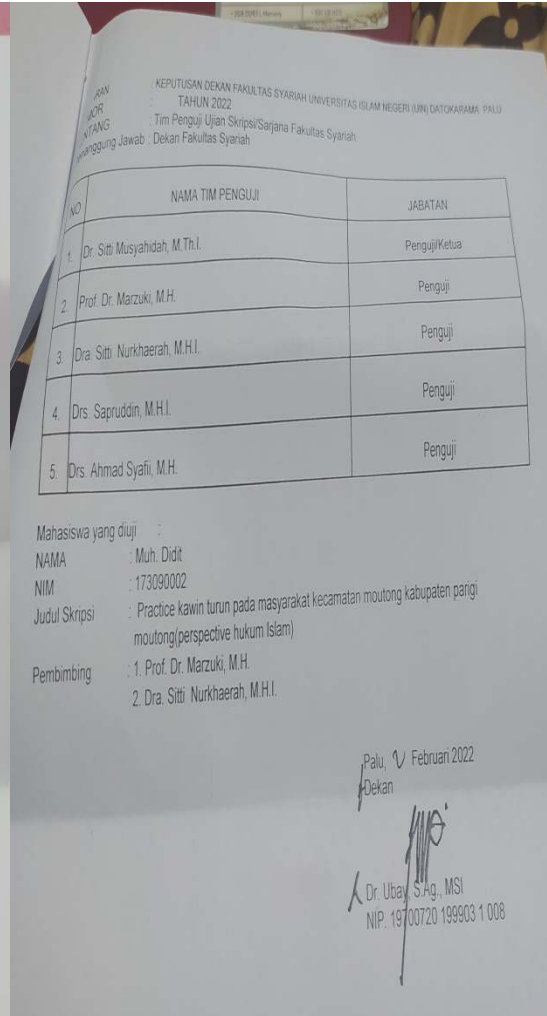 : KEPUTUSAN DEKAN FAKULTAS SYARIAH UNIVERSITAS ISLAM NEGERI (UIN) DATOKARAMA PALU
: TAHUN 2022
: Tim Penguji Ujian Skripsi/Sarjana Fakultas Syariah
Jawab : Dekan Fakultas Syariah
NO NAMA TIM PENGUJI JABATAN
1. Dr. Sitti Musyahidah, M.Th.I. Penguji/Ketua
2. Prof. Dr. Marzuki, M.H. Penguji
3. Dra. Sitti Nurkhaerah, M.H.I. Penguji
4. Drs. Sapruddin, M.H.I. Penguji
5. Drs. Ahmad Syafii, M.H. Penguji
Mahasiswa yang diuji :
NAMA : Muh. Didit
NIM : 173090002
Judul Skripsi : Practice kawin turun pada masyarakat kecamatan moutong kabupaten parigi
moutong(perspective hukum Islam)
Pembimbing : 1. Prof. Dr. Marzuki, M.H.
2. Dra. Sitti Nurkhaerah, M.H.I.
Palu, Februari 2022
Dekan
Dr. Ubay, S.Ag., MSI
NIP. 19700720 199903 1 008